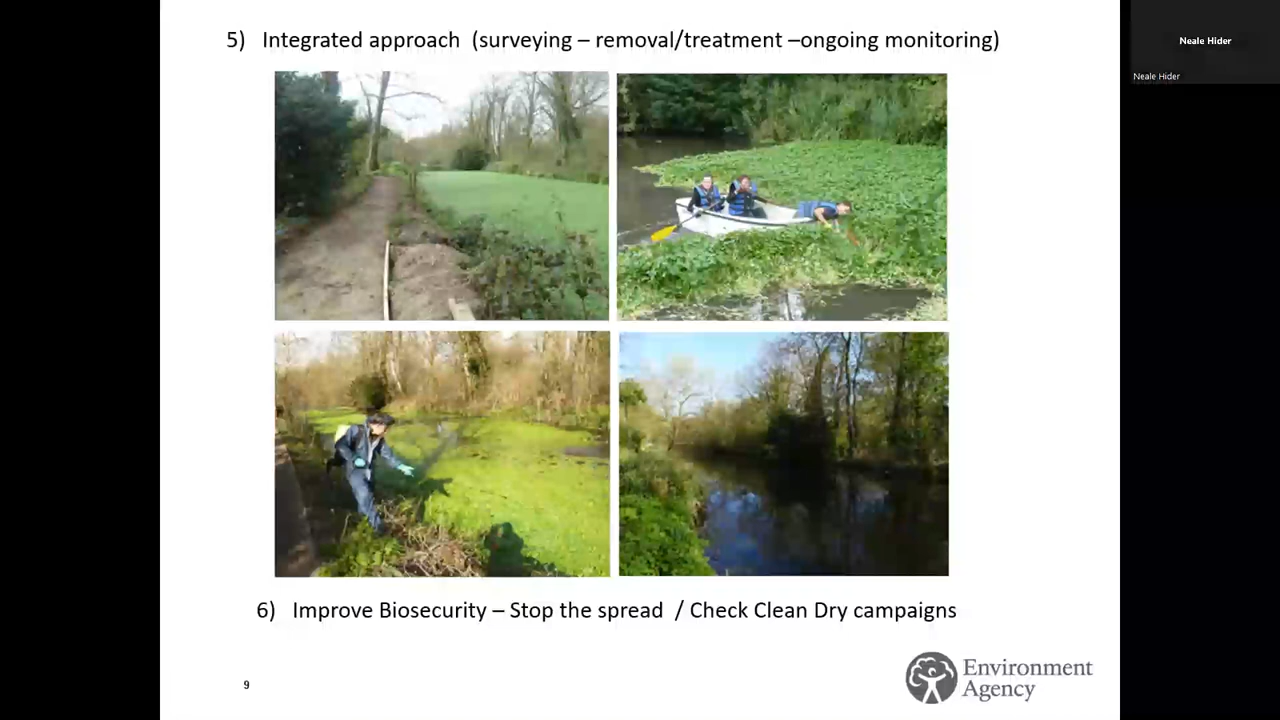 5) Integrated approach (surveying – removal/treatment –ongoing monitoring)
Neale Hider
Neale Hider
6) Improve Biosecurity – Stop the spread / Check Clean Dry campaigns
9
Environment
Agency